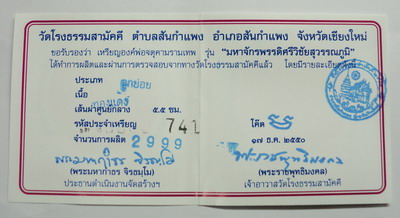 วัดโรงธรรมสามัคคี ตำบลสันกำแพง อำเภอสันกำแพง จังหวัดเชียงใหม่
ขอรับรองว่า เหรียญองค์พ่อจตุคามรามเทพ รุ่น "มหาจักรพรรดิศรีวิชัยสุวรรณภูมิ"
ได้ทำการผลิตและผ่านการตรวจสอบจากทางวัดโรงธรรมสามัคคีแล้ว โดยมีรายละเอียดดังนี้
ประเภท ลูกย่อย
เนื้อ ทองแดง
เส้นผ่าศูนย์กลาง ๕.๕ ซม.
รหัสประจำเหรียญ 741 โค๊ด
จำนวนการผลิต 2999 ๑๗ ธ.ค. ๒๕๕๐
(พระมหากำธร จิรธมฺโม) (พระราชพุทธิมงคล)
ประธานดำเนินงานจัดสร้างฯ เจ้าอาวาสวัดโรงธรรมสามัคคี